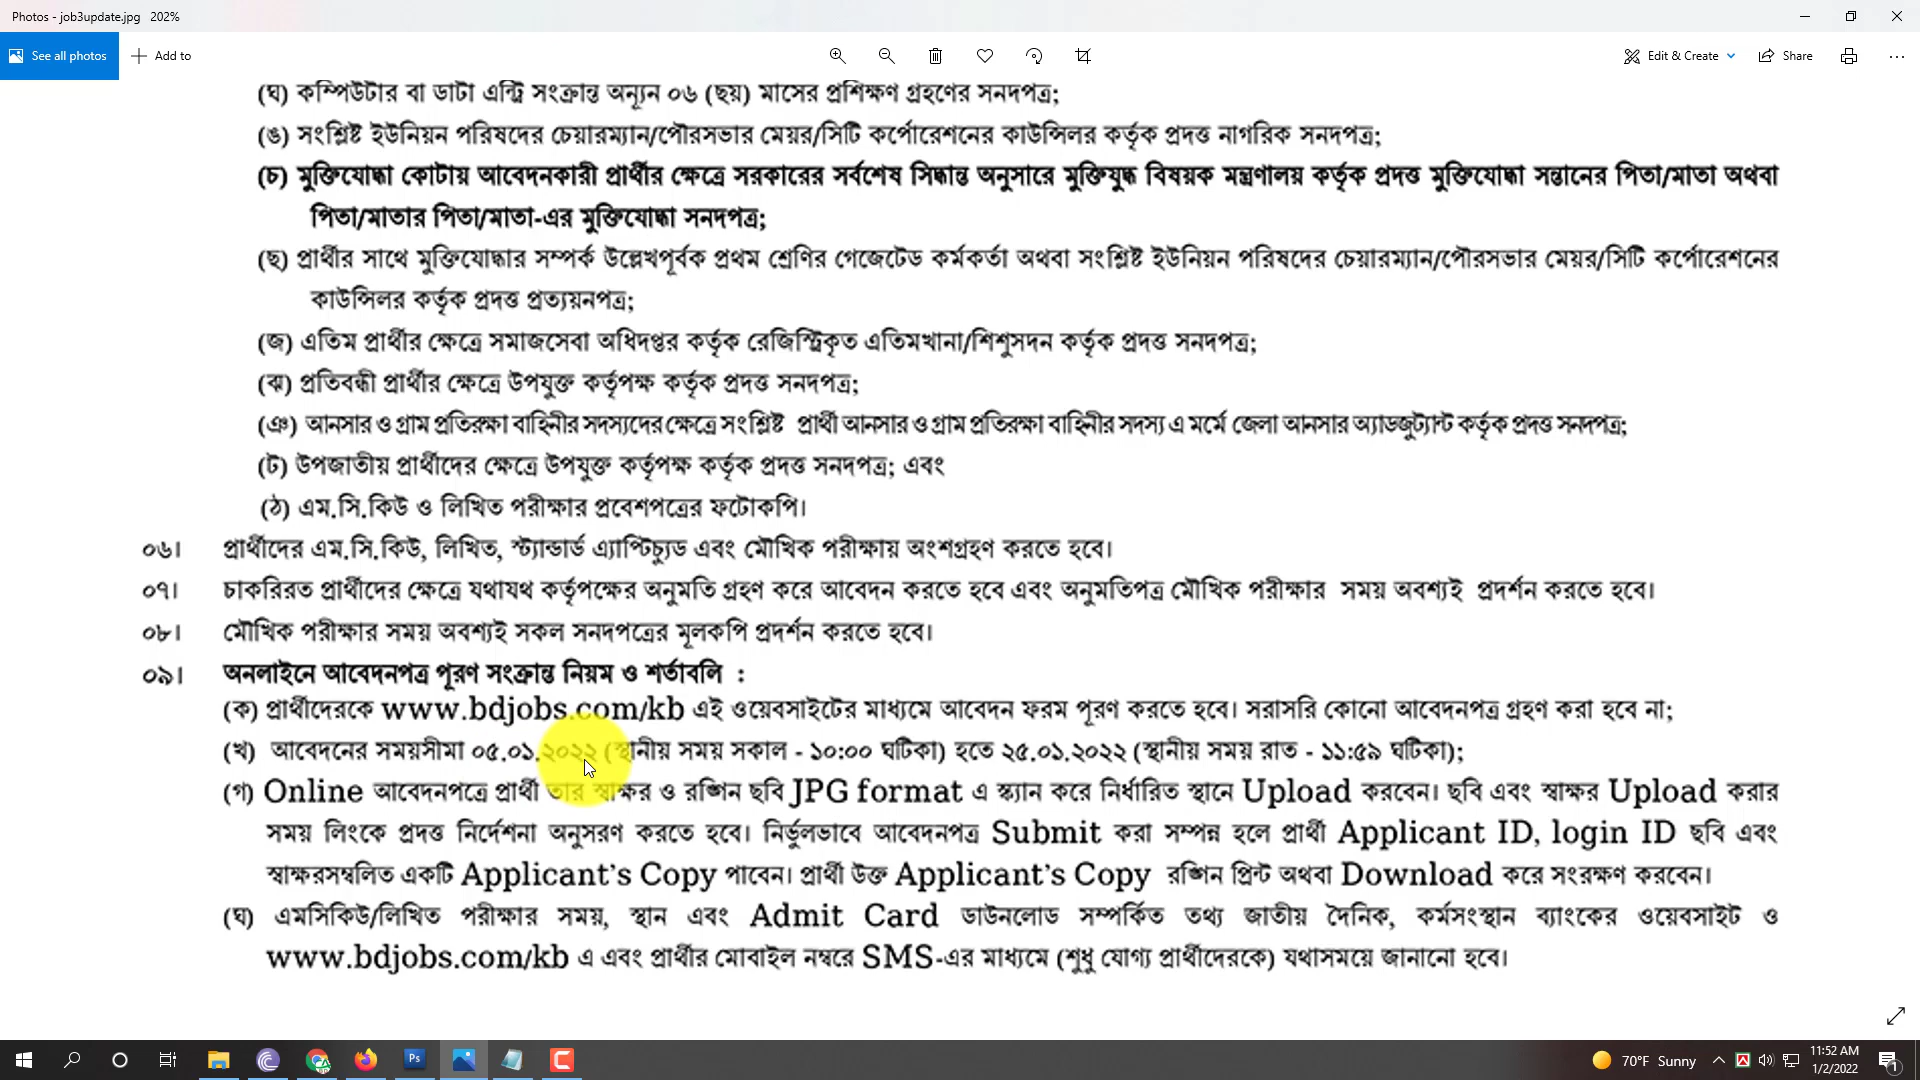 Photos - job3update.jpg 202%
See all photos
Add to
Edit & Create
Share
(ঘ) কম্পিউটার বা ডাটা এন্ট্রি সংক্রান্ত অন্যূন ০৬ (ছয়) মাসের প্রশিক্ষণ গ্রহণের সনদপত্র;
(ঙ) সংশ্লিষ্ট ইউনিয়ন পরিষদের চেয়ারম্যান/পৌরসভার মেয়র/সিটি কর্পোরেশনের কাউন্সিলর কর্তৃক প্রদত্ত নাগরিক সনদপত্র;
(চ) মুক্তিযোদ্ধা কোটায় আবেদনকারী প্রার্থীর ক্ষেত্রে সরকারের সর্বশেষ সিদ্ধান্ত অনুসারে মুক্তিযুদ্ধ বিষয়ক মন্ত্রণালয় কর্তৃক প্রদত্ত মুক্তিযোদ্ধা সন্তানের পিতা/মাতা অথবা
পিতা/মাতার পিতা/মাতা-এর মুক্তিযোদ্ধা সনদপত্র;
(ছ) প্রার্থীর সাথে মুক্তিযোদ্ধার সম্পর্ক উল্লেখপূর্বক প্রথম শ্রেণির গেজেটেড কর্মকর্তা অথবা সংশ্লিষ্ট ইউনিয়ন পরিষদের চেয়ারম্যান/পৌরসভার মেয়র/সিটি কর্পোরেশনের
কাউন্সিলর কর্তৃক প্রদত্ত প্রত্যয়নপত্র;
(জ) এতিম প্রার্থীর ক্ষেত্রে সমাজসেবা অধিদপ্তর কর্তৃক রেজিস্ট্রিকৃত এতিমখানা/শিশুসদন কর্তৃক প্রদত্ত সনদপত্র;
(ঝ) প্রতিবন্ধী প্রার্থীর ক্ষেত্রে উপযুক্ত কর্তৃপক্ষ কর্তৃক প্রদত্ত সনদপত্র;
(ঞ) আনসার ও গ্রাম প্রতিরক্ষা বাহিনীর সদস্যদের ক্ষেত্রে সংশ্লিষ্ট প্রার্থী আনসার ও গ্রাম প্রতিরক্ষা বাহিনীর সদস্য এ মর্মে জেলা আনসার অ্যাডজুট্যান্ট কর্তৃক প্রদত্ত সনদপত্র;
(ট) উপজাতীয় প্রার্থীদের ক্ষেত্রে উপযুক্ত কর্তৃপক্ষ কর্তৃক প্রদত্ত সনদপত্র; এবং
(ঠ) এম.সি.কিউ ও লিখিত পরীক্ষার প্রবেশপত্রের ফটোকপি।
০৬। প্রার্থীদের এম.সি.কিউ, লিখিত, স্ট্যান্ডার্ড এ্যাপ্টিচ্যুড এবং মৌখিক পরীক্ষায় অংশগ্রহণ করতে হবে।
০৭। চাকরিরত প্রার্থীদের ক্ষেত্রে যথাযথ কর্তৃপক্ষের অনুমতি গ্রহণ করে আবেদন করতে হবে এবং অনুমতিপত্র মৌখিক পরীক্ষার সময় অবশ্যই প্রদর্শন করতে হবে।
০৮। মৌখিক পরীক্ষার সময় অবশ্যই সকল সনদপত্রের মূলকপি প্রদর্শন করতে হবে।
০৯। অনলাইনে আবেদনপত্র পূরণ সংক্রান্ত নিয়ম ও শর্তাবলি :
(ক) প্রার্থীদেরকে www.bdjobs.com/kb এই ওয়েবসাইটের মাধ্যমে আবেদন ফরম পূরণ করতে হবে। সরাসরি কোনো আবেদনপত্র গ্রহণ করা হবে না;
(খ) আবেদনের সময়সীমা ০৫.০১.২০২২ (স্থানীয় সময় সকাল - ১০:০০ ঘটিকা) হতে ২৫.০১.২০২২ (স্থানীয় সময় রাত - ১১:৫৯ ঘটিকা);
(গ) Online আবেদনপত্রে প্রার্থী তার স্বাক্ষর ও রঙ্গিন ছবি JPG format এ স্ক্যান করে নির্ধারিত স্থানে Upload করবেন। ছবি এবং স্বাক্ষর Upload করার
সময় লিংকে প্রদত্ত নির্দেশনা অনুসরণ করতে হবে। নির্ভুলভাবে আবেদনপত্র Submit করা সম্পন্ন হলে প্রার্থী Applicant ID, login ID ছবি এবং
স্বাক্ষরসম্বলিত একটি Applicant's Copy পাবেন। প্রার্থী উক্ত Applicant's Copy রঙ্গিন প্রিন্ট অথবা Download করে সংরক্ষণ করবেন।
(ঘ) এমসিকিউ/লিখিত পরীক্ষার সময়, স্থান এবং Admit Card ডাউনলোড সম্পর্কিত তথ্য জাতীয় দৈনিক, কর্মসংস্থান ব্যাংকের ওয়েবসাইট ও
www.bdjobs.com/kb এ এবং প্রার্থীর মোবাইল নম্বরে SMS-এর মাধ্যমে (শুধু যোগ্য প্রার্থীদেরকে) যথাসময়ে জানানো হবে।
Ps
70°F Sunny
11:52 AM
1/2/2022
1